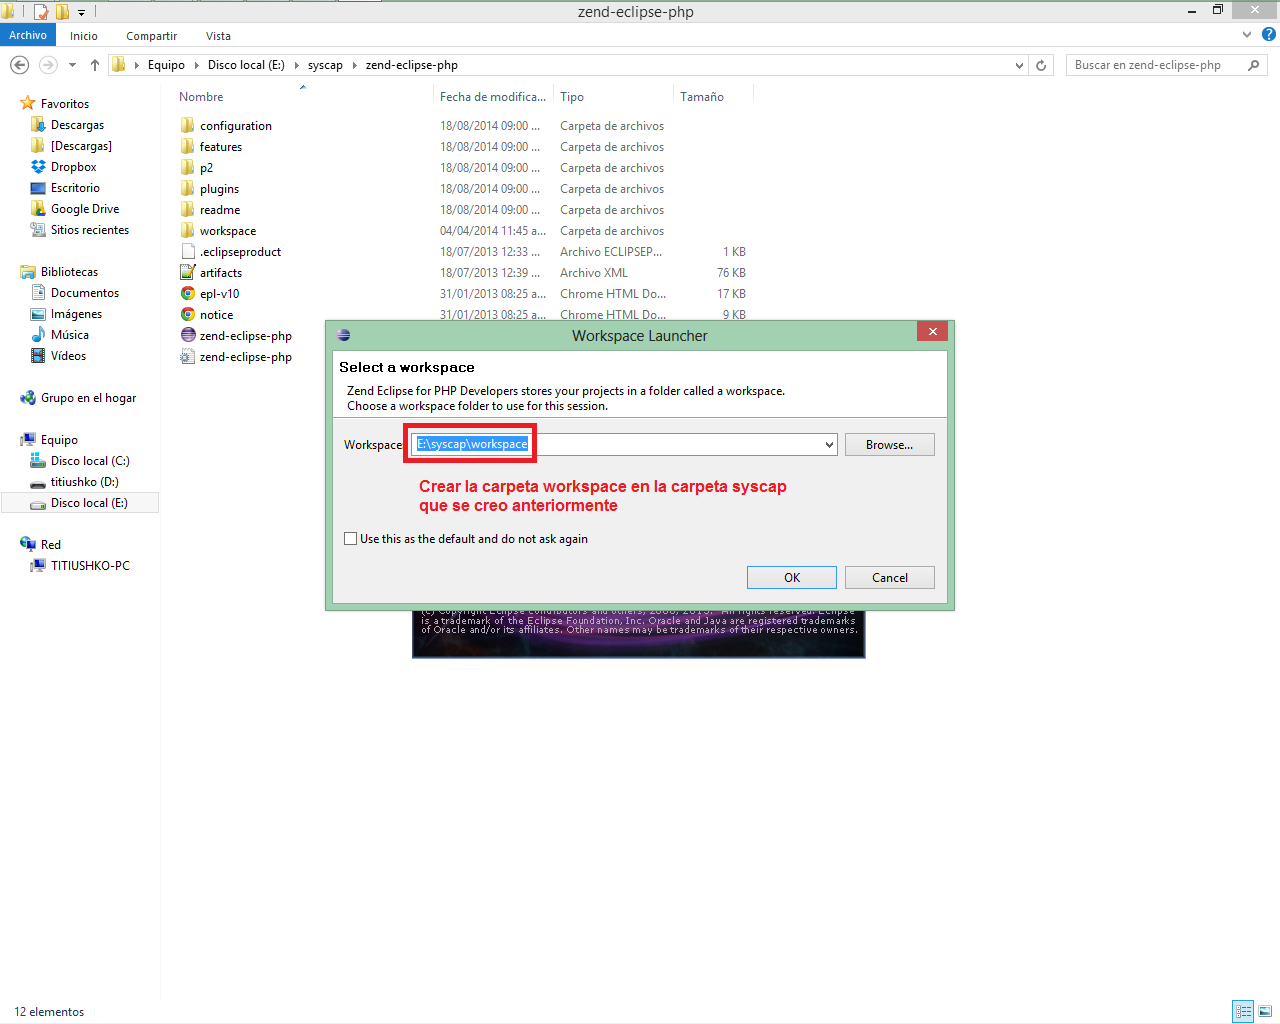 zend-eclipse-php
Archivo Inicio Compartir Vista
Equipo Disco local (E:) syscap zend-eclipse-php Buscar en zend-eclipse-php
Nombre Fecha de modifica... Tipo Tamaño
Favoritos
Descargas
[Descargas]
Dropbox
Escritorio
Google Drive
Sitios recientes
Bibliotecas
Documentos
Imágenes
Música
Vídeos
Grupo en el hogar
Equipo
Disco local (C:)
titiushko (D:)
Disco local (E:)
Red
TITIUSHKO-PC
configuration 18/08/2014 09:00 ... Carpeta de archivos
features 18/08/2014 09:00 ... Carpeta de archivos
p2 18/08/2014 09:00 ... Carpeta de archivos
plugins 18/08/2014 09:00 ... Carpeta de archivos
readme 18/08/2014 09:00 ... Carpeta de archivos
workspace 04/04/2014 11:45 a... Carpeta de archivos
.eclipseproduct 18/07/2013 12:33 ... Archivo ECLIPSEP... 1 KB
artifacts 18/07/2013 12:39 ... Archivo XML 76 KB
epl-v10 31/01/2013 08:25 a... Chrome HTML Do... 17 KB
notice 31/01/2013 08:25 a... Chrome HTML Do... 9 KB
zend-eclipse-php
zend-eclipse-php
Workspace Launcher
Select a workspace
Zend Eclipse for PHP Developers stores your projects in a folder called a workspace.
Choose a workspace folder to use for this session.
Workspace: E:\syscap\workspace Browse...
Crear la carpeta workspace en la carpeta syscap
que se creo anteriormente
Use this as the default and do not ask again
OK Cancel
(c) Copyright Eclipse contributors and others, 2000, 2013. All rights reserved. Eclipse
is a trademark of the Eclipse Foundation, Inc. Oracle and Java are registered trademarks
of Oracle and/or its affiliates. Other names may be trademarks of their respective owners.
12 elementos